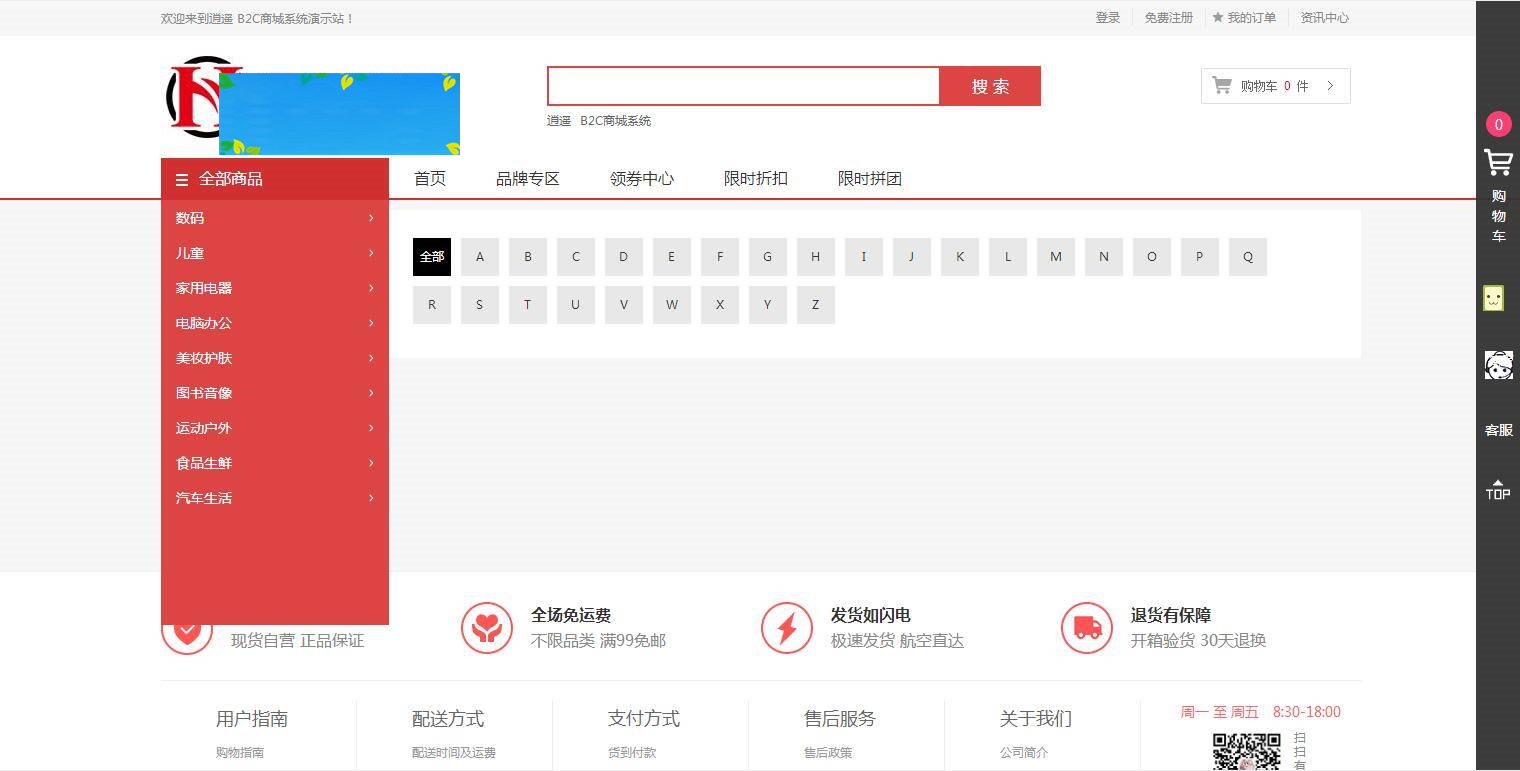 欢迎来到逍遥 B2C商城系统演示站！
登录 免费注册 ★ 我的订单 资讯中心
搜 索
购物车 0 件
逍遥 B2C商城系统
全部商品 首页 品牌专区 领券中心 限时折扣 限时拼团
数码
儿童
家用电器
电脑办公
美妆护肤
图书音像
运动户外
食品生鲜
汽车生活
全部 A B C D E F G H I J K L M N O P Q
R S T U V W X Y Z
0
购
物
车
客服
TOP
现货自营 正品保证
全场免运费
不限品类 满99免邮
发货如闪电
极速发货 航空直达
退货有保障
开箱验货 30天退换
用户指南
购物指南
配送方式
配送时间及运费
支付方式
货到付款
售后服务
售后政策
关于我们
公司简介
周一 至 周五 8:30-18:00
扫
扫
有